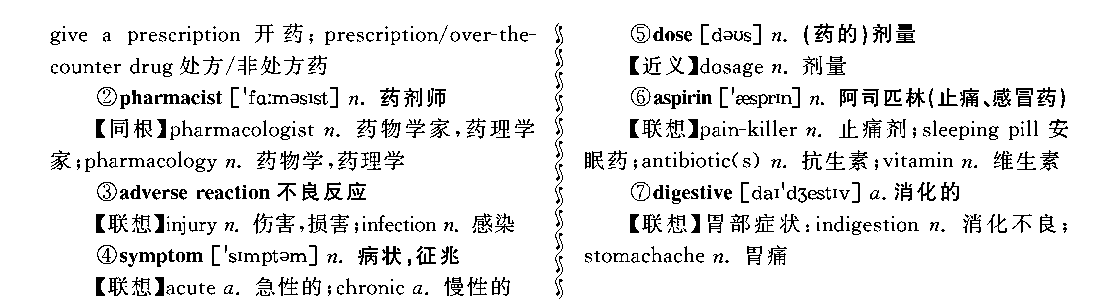 give a prescription 开药；prescription/over-the-
counter drug 处方/非处方药
②pharmacist [ˈfɑːməsɪst] n. 药剂师
【同根】pharmacologist n. 药物学家，药理学
家；pharmacology n. 药物学，药理学
③adverse reaction 不良反应
【联想】injury n. 伤害，损害；infection n. 感染
④symptom [ˈsɪmptəm] n. 病状，征兆
【联想】acute a. 急性的；chronic a. 慢性的
⑤dose [dəʊs] n. (药的)剂量
【近义】dosage n. 剂量
⑥aspirin [ˈæsprɪn] n. 阿司匹林(止痛、感冒药)
【联想】pain-killer n. 止痛剂；sleeping pill 安
眠药；antibiotic(s) n. 抗生素；vitamin n. 维生素
⑦digestive [daɪˈdʒestɪv] a. 消化的
【联想】胃部症状：indigestion n. 消化不良；
stomachache n. 胃痛